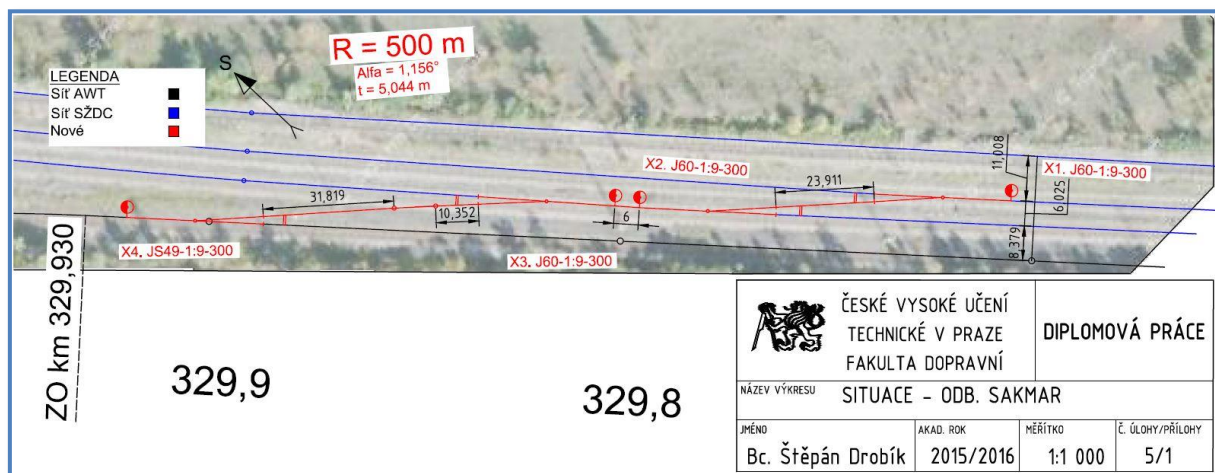 R = 500 m
Alfa = 1,156°
t = 5,044 m
S
LEGENDA
Síť AWT
Síť SŽDC
Nové
11,008
X1. J60-1:9-300
X2. J60-1:9-300
23,911
6,025
31,819
10,352
6
8,379
X4. JS49-1:9-300
X3. J60-1:9-300
ZO km 329,930
329,9
329,8
ČESKÉ VYSOKÉ UČENÍ
TECHNICKÉ V PRAZE
FAKULTA DOPRAVNÍ
DIPLOMOVÁ PRÁCE
NÁZEV VÝKRESU
SITUACE - ODB. SAKMAR
JMÉNO
Bc. Štěpán Drobík
AKAD. ROK
2015/2016
MĚŘÍTKO
1:1 000
Č. ÚLOHY/PŘÍLOHY
5/1